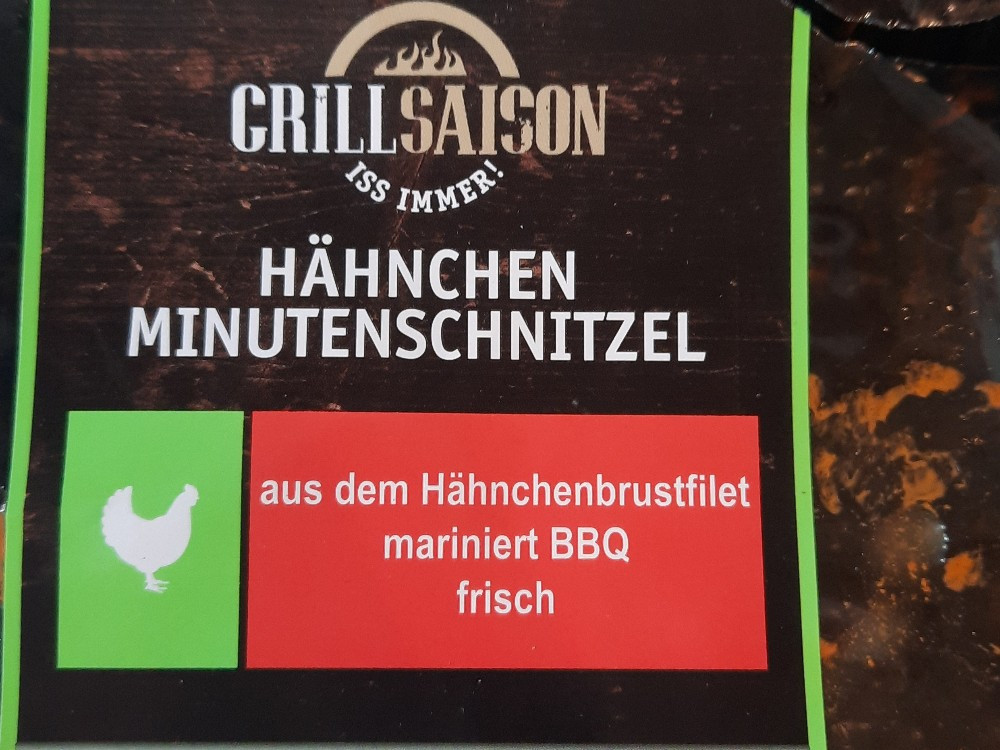 GRILLSAISON
ISS IMMER!
HÄHNCHEN
MINUTENSCHNITZEL
aus dem Hähnchenbrustfilet
mariniert BBQ
frisch